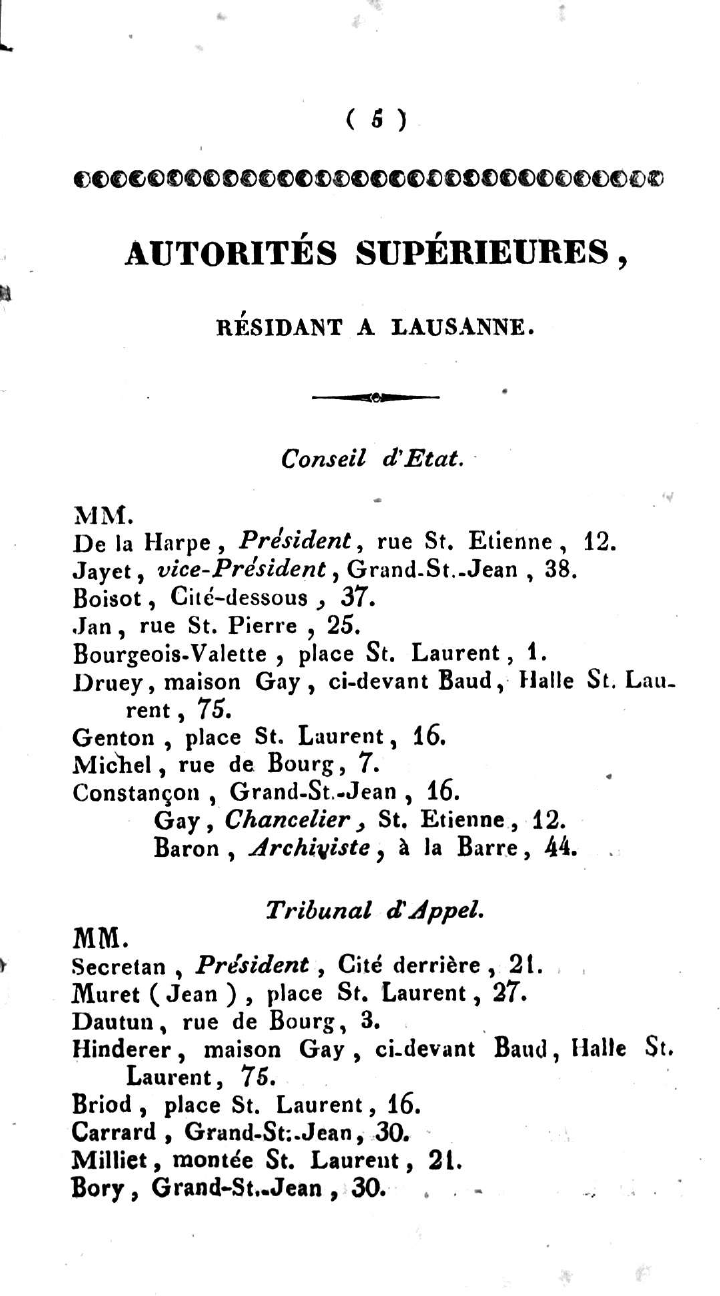 ( 5 )
AUTORITÉS SUPÉRIEURES,
RÉSIDANT A LAUSANNE.
Conseil d'Etat.
MM.
De la Harpe, Président, rue St. Etienne, 12.
Jayet, vice-Président, Grand-St.-Jean, 38.
Boisot, Cité-dessous, 37.
Jan, rue St. Pierre, 25.
Bourgeois-Valette, place St. Laurent, 1.
Druey, maison Gay, ci-devant Baud, Halle St. Lau-
rent, 75.
Genton, place St. Laurent, 16.
Michel, rue de Bourg, 7.
Constançon, Grand-St.-Jean, 16.
Gay, Chancelier, St. Etienne, 12.
Baron, Archiviste, à la Barre, 44.
Tribunal d'Appel.
MM.
Secretan, Président, Cité derrière, 21.
Muret (Jean), place St. Laurent, 27.
Dautun, rue de Bourg, 3.
Hinderer, maison Gay, ci-devant Baud, Halle St.
Laurent, 75.
Briod, place St. Laurent, 16.
Carrard, Grand-St.-Jean, 30.
Milliet, montée St. Laurent, 21.
Bory, Grand-St.-Jean, 30.